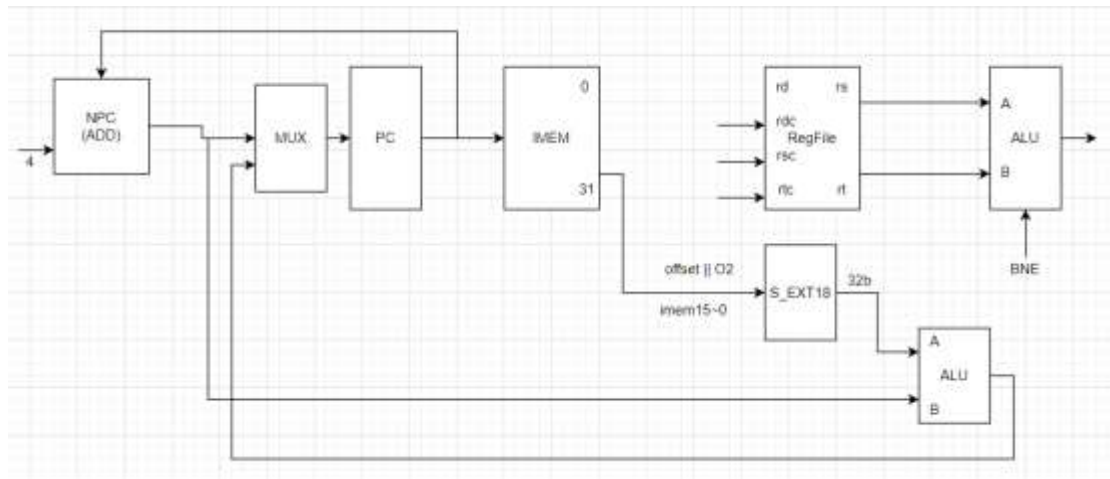 NPC
(ADD)
4
MUX
PC
IMEM
0
31
rd
rs
rdc
RegFile
rsc
rtc
rt
A
ALU
B
BNE
offset || O2
imem15~0
S_EXT18
32b
A
ALU
B